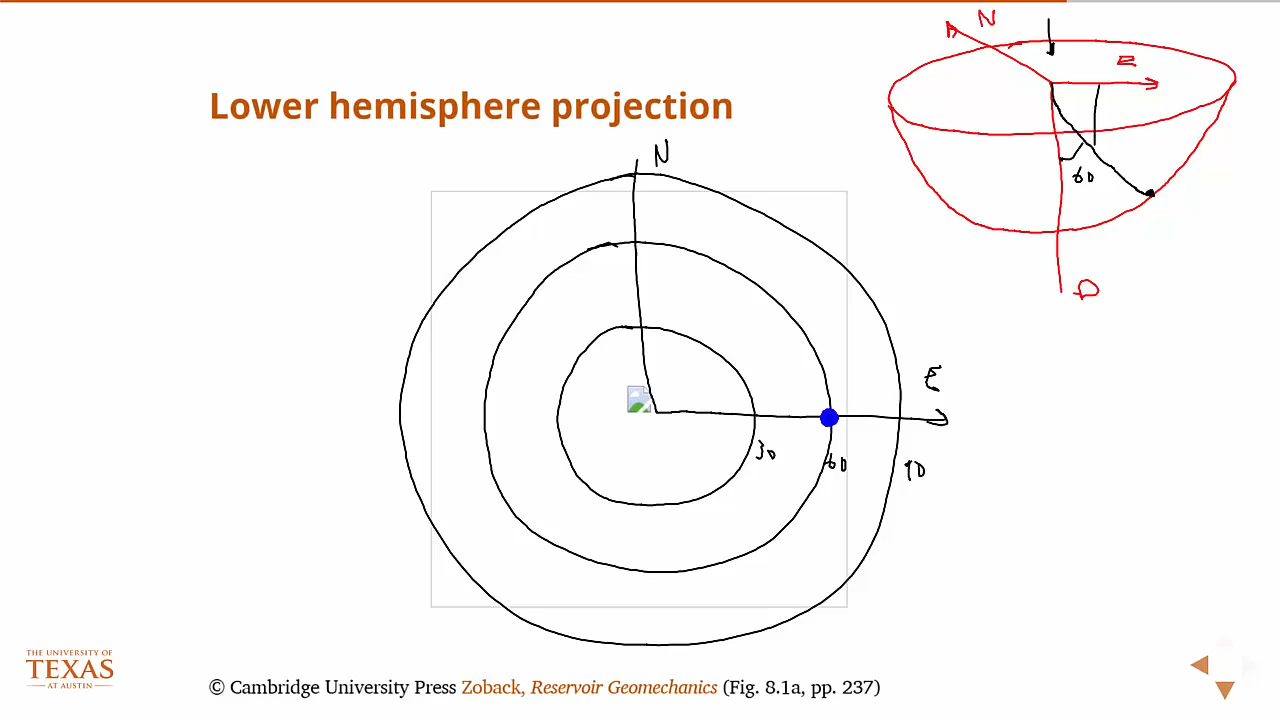 Lower hemisphere projection
N
E
60
D
N
E
30
60
90
THE UNIVERSITY OF
TEXAS
AT AUSTIN
© Cambridge University Press Zoback, Reservoir Geomechanics (Fig. 8.1a, pp. 237)